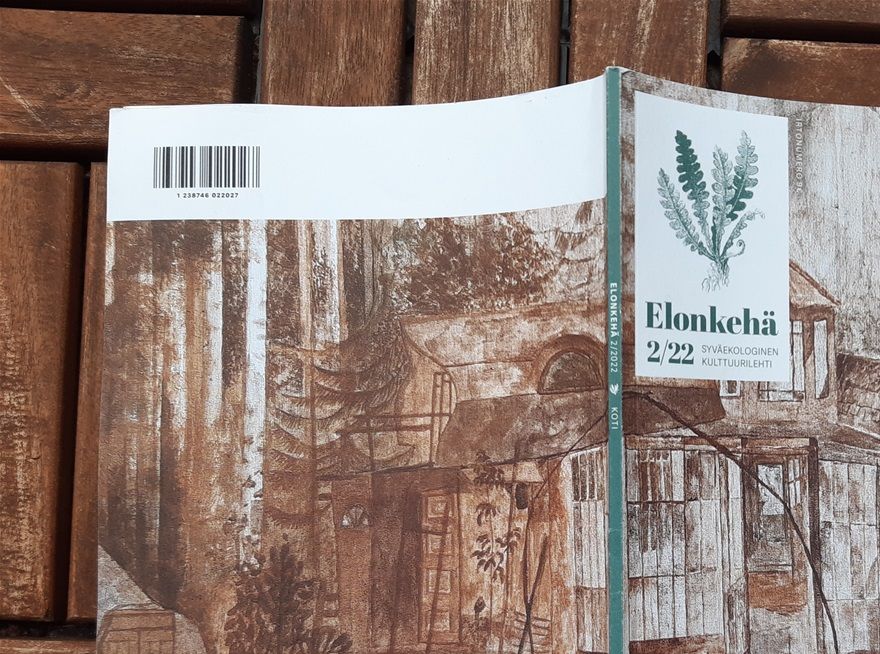 1 238746 022027
ELONKEHÄ 2/2022 KOTI
Elonkehä
2/22 SYVÄEKOLOGINEN
KULTTUURILEHTI